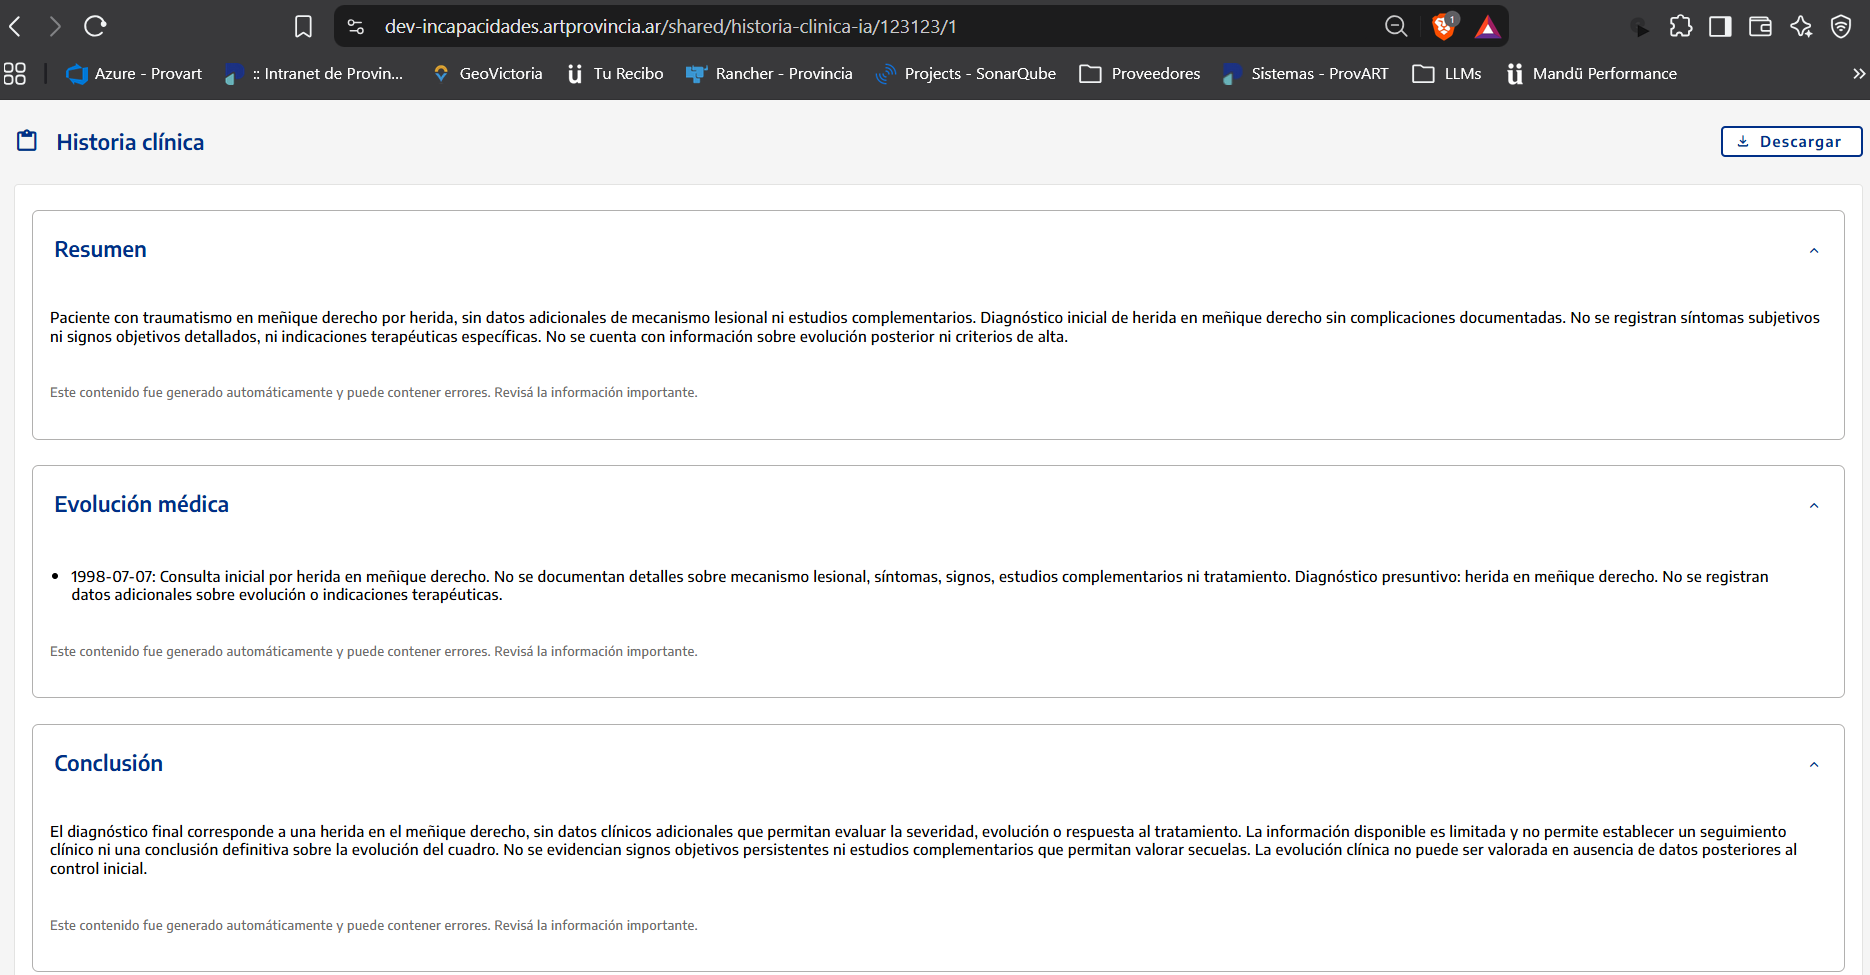 dev-incapacidades.artprovincia.ar/shared/historia-clinica-ia/123123/1
1
Azure - Provart
:: Intranet de Provin...
GeoVictoria
Tu Recibo
Rancher - Provincia
Projects - SonarQube
Proveedores
Sistemas - ProvART
LLMs
Mandü Performance
Historia clínica
Descargar
Resumen
Paciente con traumatismo en meñique derecho por herida, sin datos adicionales de mecanismo lesional ni estudios complementarios. Diagnóstico inicial de herida en meñique derecho sin complicaciones documentadas. No se registran síntomas subjetivos
ni signos objetivos detallados, ni indicaciones terapéuticas específicas. No se cuenta con información sobre evolución posterior ni criterios de alta.
Este contenido fue generado automáticamente y puede contener errores. Revisá la información importante.
Evolución médica
• 1998-07-07: Consulta inicial por herida en meñique derecho. No se documentan detalles sobre mecanismo lesional, síntomas, signos, estudios complementarios ni tratamiento. Diagnóstico presuntivo: herida en meñique derecho. No se registran
datos adicionales sobre evolución o indicaciones terapéuticas.
Este contenido fue generado automáticamente y puede contener errores. Revisá la información importante.
Conclusión
El diagnóstico final corresponde a una herida en el meñique derecho, sin datos clínicos adicionales que permitan evaluar la severidad, evolución o respuesta al tratamiento. La información disponible es limitada y no permite establecer un seguimiento
clínico ni una conclusión definitiva sobre la evolución del cuadro. No se evidencian signos objetivos persistentes ni estudios complementarios que permitan valorar secuelas. La evolución clínica no puede ser valorada en ausencia de datos posteriores al
control inicial.
Este contenido fue generado automáticamente y puede contener errores. Revisá la información importante.